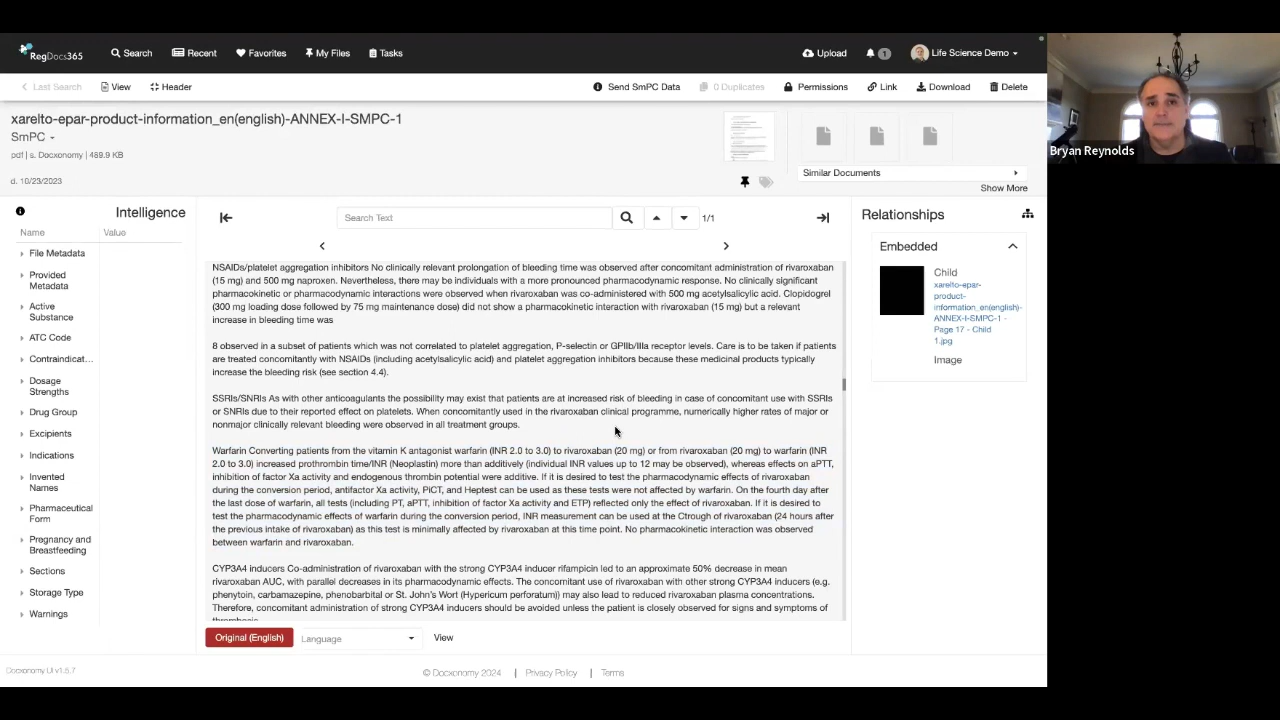 RegDocs365
Search
Recent
Favorites
My Files
Tasks
Upload
1
Life Science Demo
Last Search
View
Header
Send SmPC Data
0 Duplicates
Permissions
Link
Download
Delete
xarelto-epar-product-information_en(english)-ANNEX-I-SMPC-1
SmPC
pdf | Docxonomy | 489.9 KB
d. 10/23/2023
Similar Documents
Show More
Bryan Reynolds
Intelligence
Name
Value
File Metadata
Provided
Metadata
Active
Substance
ATC Code
Contraindicat...
Dosage
Strengths
Drug Group
Excipients
Indications
Invented
Names
Pharmaceutical
Form
Pregnancy and
Breastfeeding
Sections
Storage Type
Warnings
Search Text
1/1
NSAIDs/platelet aggregation inhibitors No clinically relevant prolongation of bleeding time was observed after concomitant administration of rivaroxaban
(15 mg) and 500 mg naproxen. Nevertheless, there may be individuals with a more pronounced pharmacodynamic response. No clinically significant
pharmacokinetic or pharmacodynamic interactions were observed when rivaroxaban was co-administered with 500 mg acetylsalicylic acid. Clopidogrel
(300 mg loading dose followed by 75 mg maintenance dose) did not show a pharmacokinetic interaction with rivaroxaban (15 mg) but a relevant
increase in bleeding time was
8 observed in a subset of patients which was not correlated to platelet aggregation, P-selectin or GPIIb/IIIa receptor levels. Care is to be taken if patients
are treated concomitantly with NSAIDs (including acetylsalicylic acid) and platelet aggregation inhibitors because these medicinal products typically
increase the bleeding risk (see section 4.4).
SSRIs/SNRIs As with other anticoagulants the possibility may exist that patients are at increased risk of bleeding in case of concomitant use with SSRIs
or SNRIs due to their reported effect on platelets. When concomitantly used in the rivaroxaban clinical programme, numerically higher rates of major or
nonmajor clinically relevant bleeding were observed in all treatment groups.
Warfarin Converting patients from the vitamin K antagonist warfarin (INR 2.0 to 3.0) to rivaroxaban (20 mg) or from rivaroxaban (20 mg) to warfarin (INR
2.0 to 3.0) increased prothrombin time/INR (Neoplastin) more than additively (individual INR values up to 12 may be observed), whereas effects on aPTT,
inhibition of factor Xa activity and endogenous thrombin potential were additive. If it is desired to test the pharmacodynamic effects of rivaroxaban
during the conversion period, antifactor Xa activity, PiCT, and Heptest can be used as these tests were not affected by warfarin. On the fourth day after
the last dose of warfarin, all tests (including PT, aPTT, inhibition of factor Xa activity and ETP) reflected only the effect of rivaroxaban. If it is desired to
test the pharmacodynamic effects of warfarin during the conversion period, INR measurement can be used at the Ctrough of rivaroxaban (24 hours after
the previous intake of rivaroxaban) as this test is minimally affected by rivaroxaban at this time point. No pharmacokinetic interaction was observed
between warfarin and rivaroxaban.
CYP3A4 inducers Co-administration of rivaroxaban with the strong CYP3A4 inducer rifampicin led to an approximate 50% decrease in mean
rivaroxaban AUC, with parallel decreases in its pharmacodynamic effects. The concomitant use of rivaroxaban with other strong CYP3A4 inducers (e.g.
phenytoin, carbamazepine, phenobarbital or St. John's Wort (Hypericum perforatum)) may also lead to reduced rivaroxaban plasma concentrations.
Therefore, concomitant administration of strong CYP3A4 inducers should be avoided unless the patient is closely observed for signs and symptoms of
thrombosis.
Original (English)
Language
View
Relationships
Embedded
Child
xarelto-epar-
product-
information_en(english)-
ANNEX-I-SMPC-1 -
Page 17 - Child
1.jpg
Image
Docxonomy UI v1.6.7
© Docxonomy 2024 | Privacy Policy | Terms